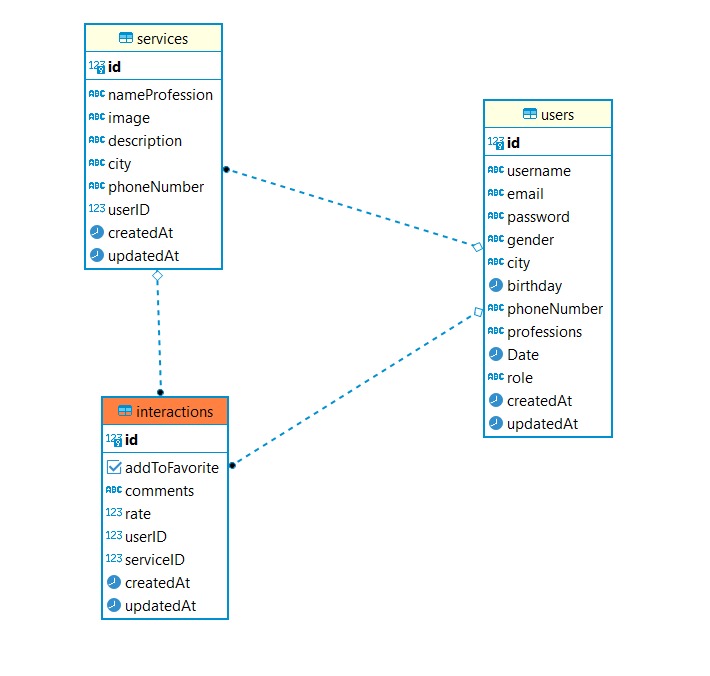 services
123 id
ABC nameProfession
ABC image
ABC description
ABC city
ABC phoneNumber
123 userID
createdAt
updatedAt
users
123 id
ABC username
ABC email
ABC password
ABC gender
ABC city
birthday
ABC phoneNumber
ABC professions
Date
ABC role
createdAt
updatedAt
interactions
123 id
addToFavorite
ABC comments
123 rate
123 userID
123 serviceID
createdAt
updatedAt